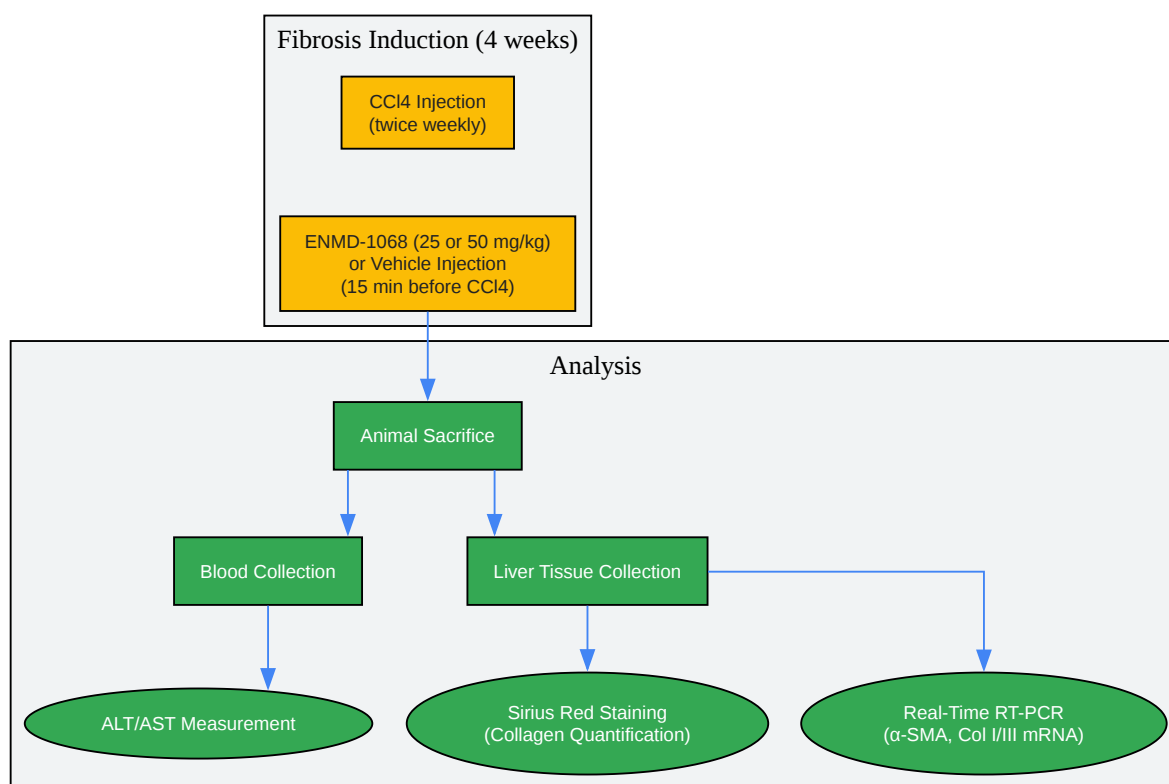 Fibrosis Induction (4 weeks)
CCl4 Injection
(twice weekly)
ENMD-1068 (25 or 50 mg/kg)
or Vehicle Injection
(15 min before CCl4)
Analysis
Animal Sacrifice
Blood Collection
Liver Tissue Collection
ALT/AST Measurement
Sirius Red Staining
(Collagen Quantification)
Real-Time RT-PCR
(α-SMA, Col I/III mRNA)